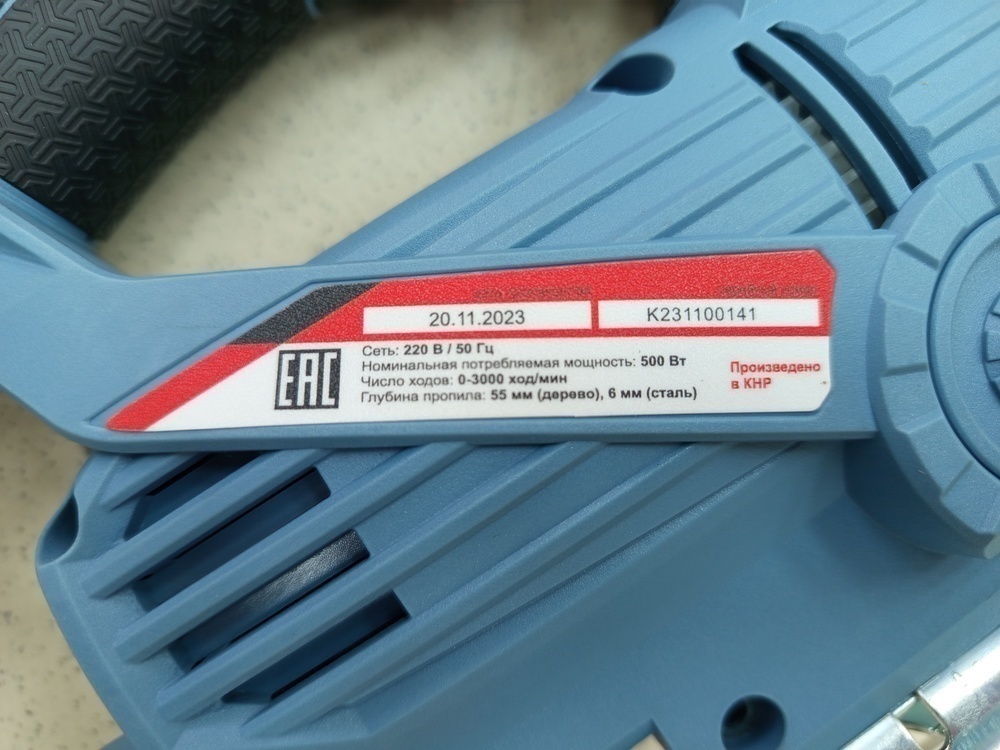 20.11.2023
K231100141
EAC
Сеть: 220 В / 50 Гц
Номинальная потребляемая мощность: 500 Вт
Число ходов: 0-3000 ход/мин
Глубина пропила: 55 мм (дерево), 6 мм (сталь)
Произведено
в КНР